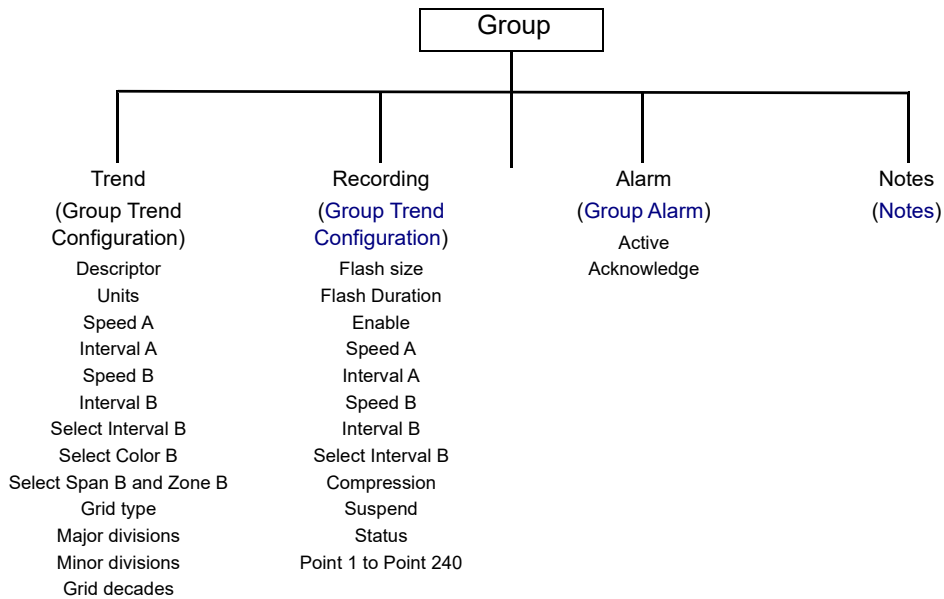 Group
Trend
(Group Trend
Configuration)
Descriptor
Units
Speed A
Interval A
Speed B
Interval B
Select Interval B
Select Color B
Select Span B and Zone B
Grid type
Major divisions
Minor divisions
Grid decades
Recording
(Group Trend
Configuration)
Flash size
Flash Duration
Enable
Speed A
Interval A
Speed B
Interval B
Select Interval B
Compression
Suspend
Status
Point 1 to Point 240
Alarm
(Group Alarm)
Active
Acknowledge
Notes
(Notes)